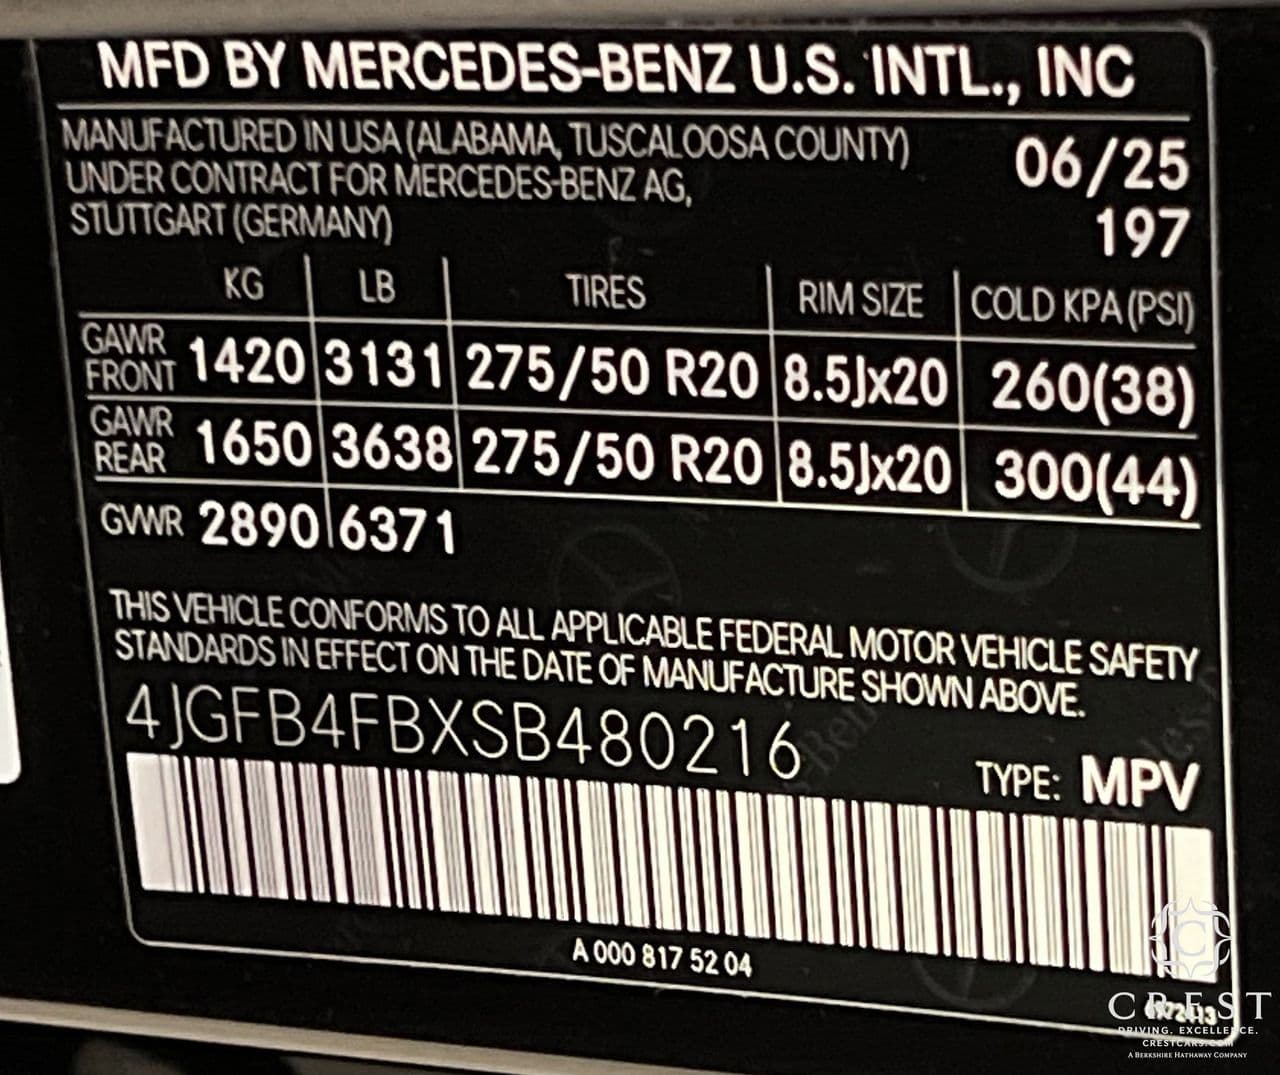 MFD BY MERCEDES-BENZ U.S. INTL., INC
MANUFACTURED IN USA (ALABAMA, TUSCALOOSA COUNTY)
UNDER CONTRACT FOR MERCEDES-BENZ AG,
STUTTGART (GERMANY)
06/25
197
KG LB TIRES RIM SIZE COLD KPA (PSI)
GAWR FRONT 1420 3131 275/50 R20 8.5Jx20 260(38)
GAWR REAR 1650 3638 275/50 R20 8.5Jx20 300(44)
GVWR 2890 6371
THIS VEHICLE CONFORMS TO ALL APPLICABLE FEDERAL MOTOR VEHICLE SAFETY
STANDARDS IN EFFECT ON THE DATE OF MANUFACTURE SHOWN ABOVE.
4JGFB4FBXSB480216
TYPE: MPV
A 000 817 52 04
CREST
DRIVING. EXCELLENCE.
CRESTCARS.COM
A BERKSHIRE HATHAWAY COMPANY